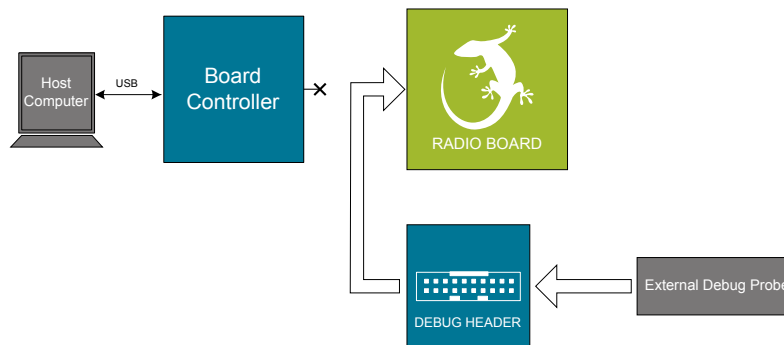 Host
Computer
USB
Board
Controller
RADIO BOARD
DEBUG HEADER
External Debug Probe